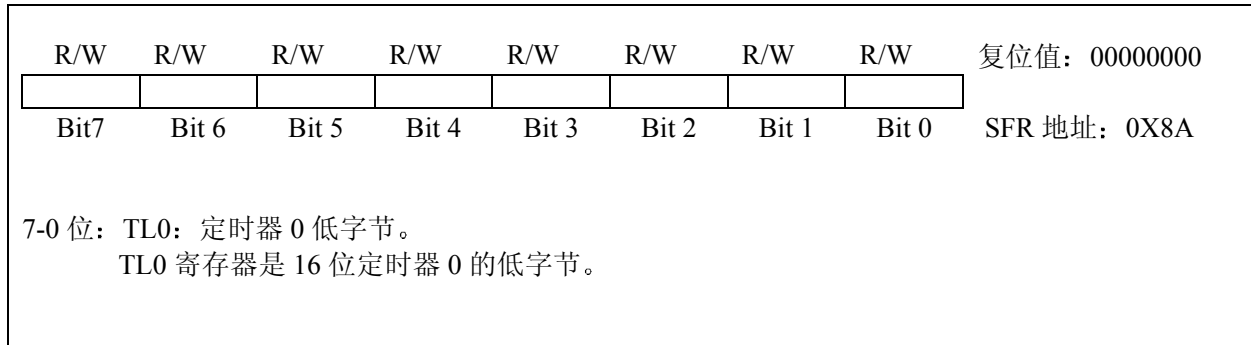 R/W R/W R/W R/W R/W R/W R/W R/W 复位值：00000000
Bit7 Bit 6 Bit 5 Bit 4 Bit 3 Bit 2 Bit 1 Bit 0 SFR 地址：0X8A
7-0 位：TL0：定时器 0 低字节。
TL0 寄存器是 16 位定时器 0 的低字节。